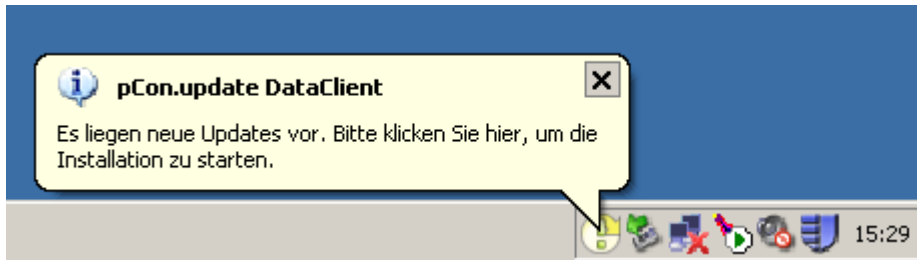 pCon.update DataClient
Es liegen neue Updates vor. Bitte klicken Sie hier, um die
Installation zu starten.
15:29